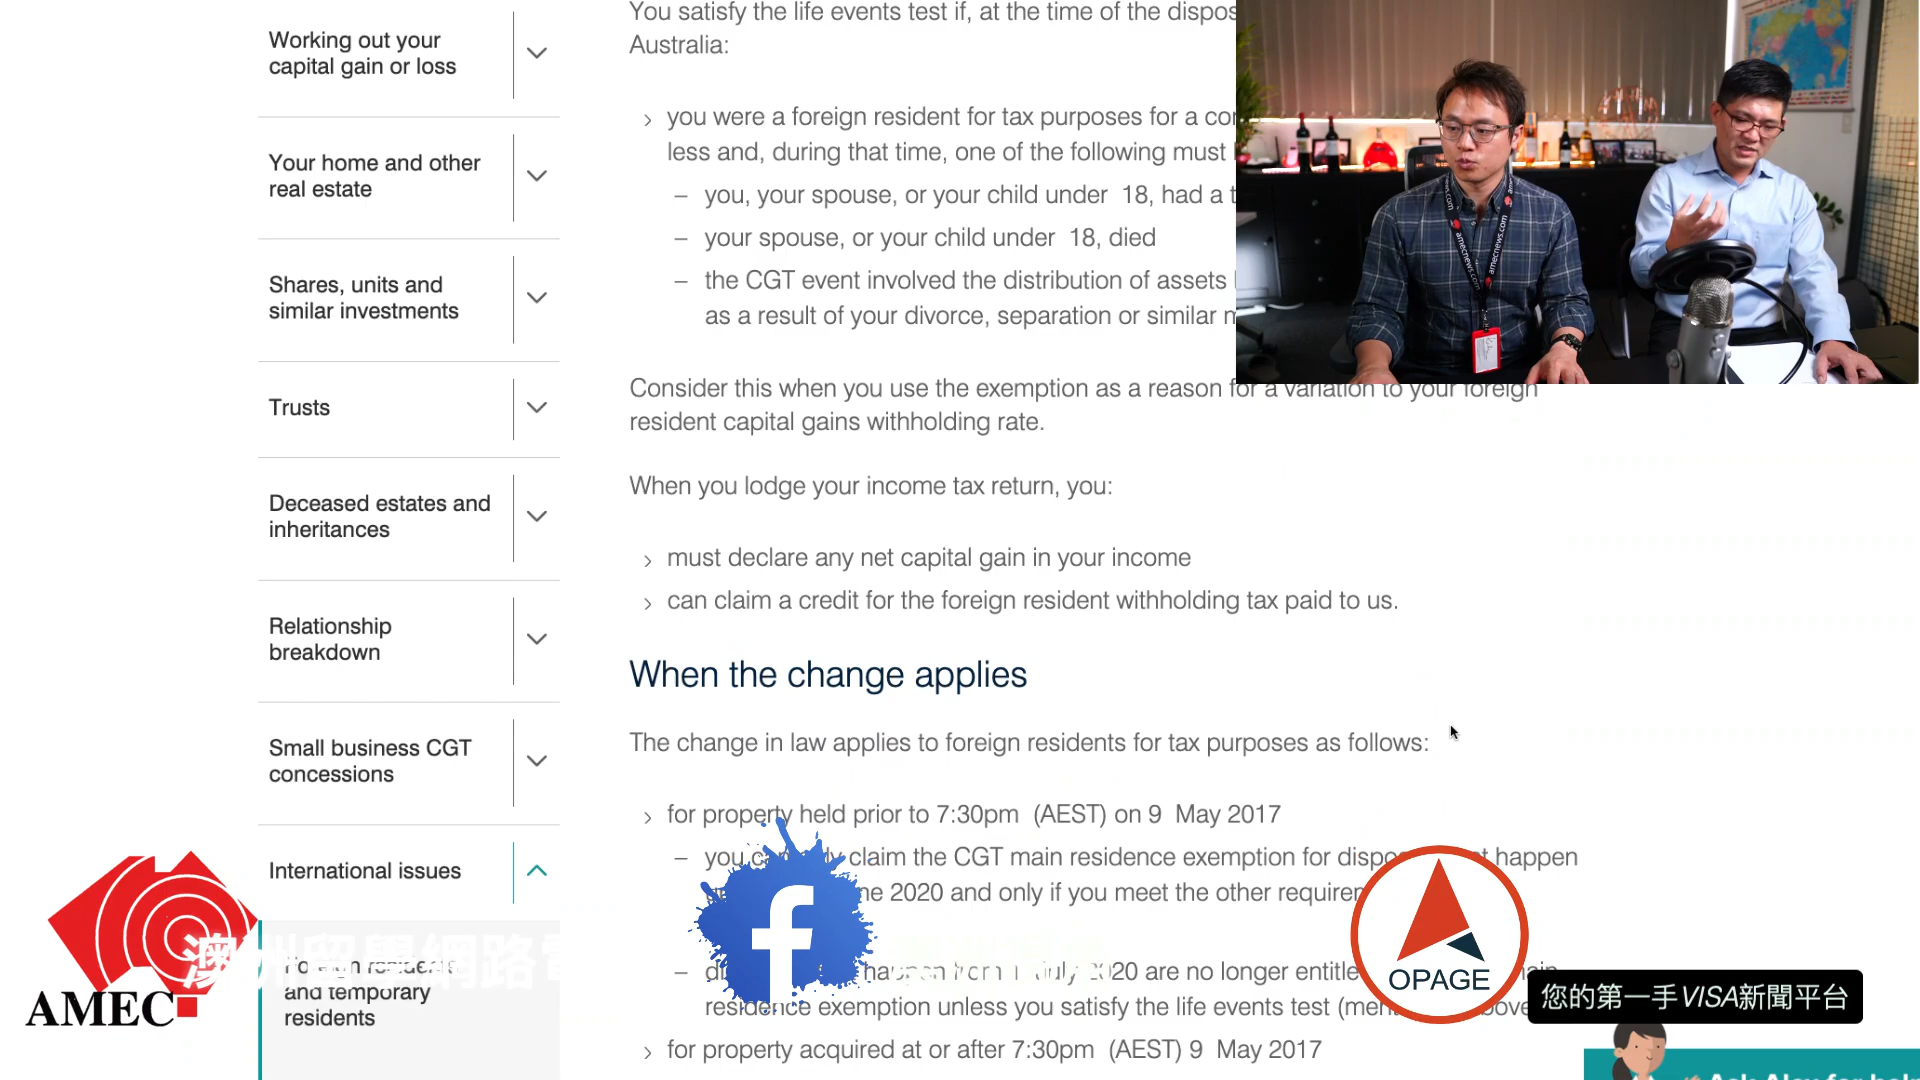 Working out your
capital gain or loss
Your home and other
real estate
Shares, units and
similar investments
Trusts
Deceased estates and
inheritances
Relationship
breakdown
Small business CGT
concessions
International issues
and temporary
residents
You satisfy the life events test if, at the time of the
Australia:
you were a foreign resident for tax purposes for a
less and, during that time, one of the following must
– you, your spouse, or your child under 18, had a
– your spouse, or your child under 18, died
– the CGT event involved the distribution of assets
as a result of your divorce, separation or similar
Consider this when you use the exemption as a reason for a variation to your foreign
resident capital gains withholding rate.
When you lodge your income tax return, you:
must declare any net capital gain in your income
can claim a credit for the foreign resident withholding tax paid to us.
When the change applies
The change in law applies to foreign residents for tax purposes as follows:
for property held prior to 7:30pm (AEST) on 9 May 2017
– you claim the CGT main residence exemption for happen
2020 and only if you meet the other
– July 2020 are no longer
residence exemption unless you satisfy the life events test
for property acquired at or after 7:30pm (AEST) 9 May 2017
amecnews.com
amecnews.com
AMEC
澳洲留學網路
f
OPAGE
您的第一手VISA新聞平台